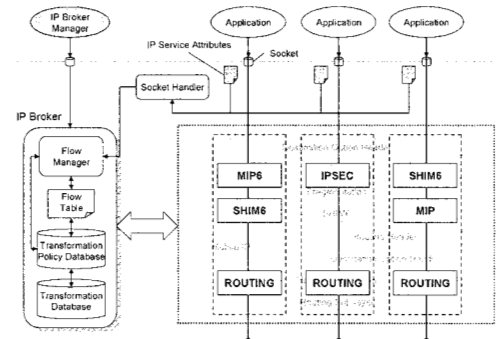 IP Broker
Manager
Application
Application
Application
IP Service Attributes
Socket
Socket Handler
IP Broker
Flow
Manager
Flow
Table
Transformation
Policy Database
Transformation
Database
MIP6
SHIM6
ROUTING
IPSEC
ROUTING
SHIM6
MIP
ROUTING